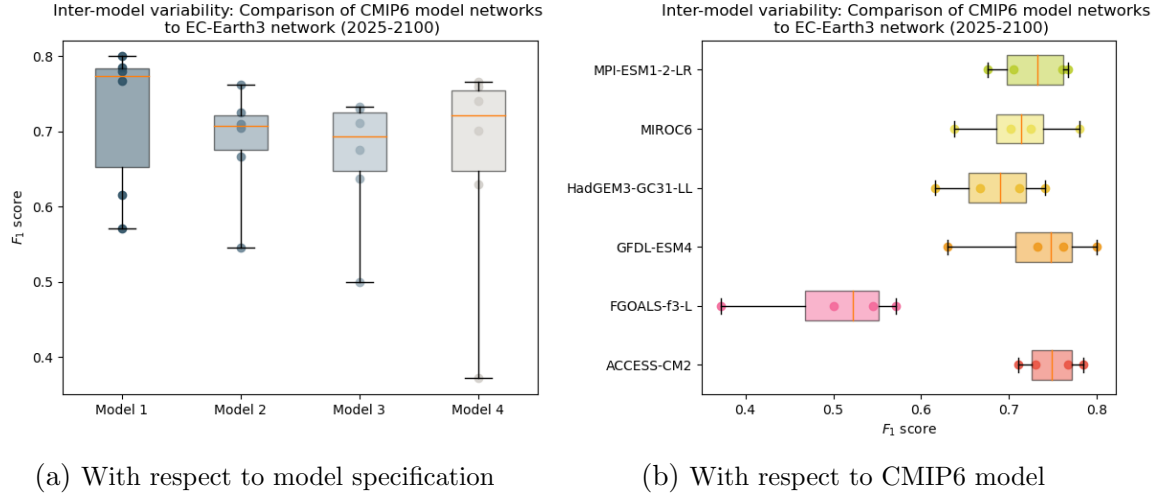 Inter-model variability: Comparison of CMIP6 model networks
to EC-Earth3 network (2025-2100)
0.8
0.7
0.6
0.5
0.4
F1 score
Model 1 Model 2 Model 3 Model 4
(a) With respect to model specification
Inter-model variability: Comparison of CMIP6 model networks
to EC-Earth3 network (2025-2100)
MPI-ESM1-2-LR
MIROC6
HadGEM3-GC31-LL
GFDL-ESM4
FGOALS-f3-L
ACCESS-CM2
0.4 0.5 0.6 0.7 0.8
F1 score
(b) With respect to CMIP6 model